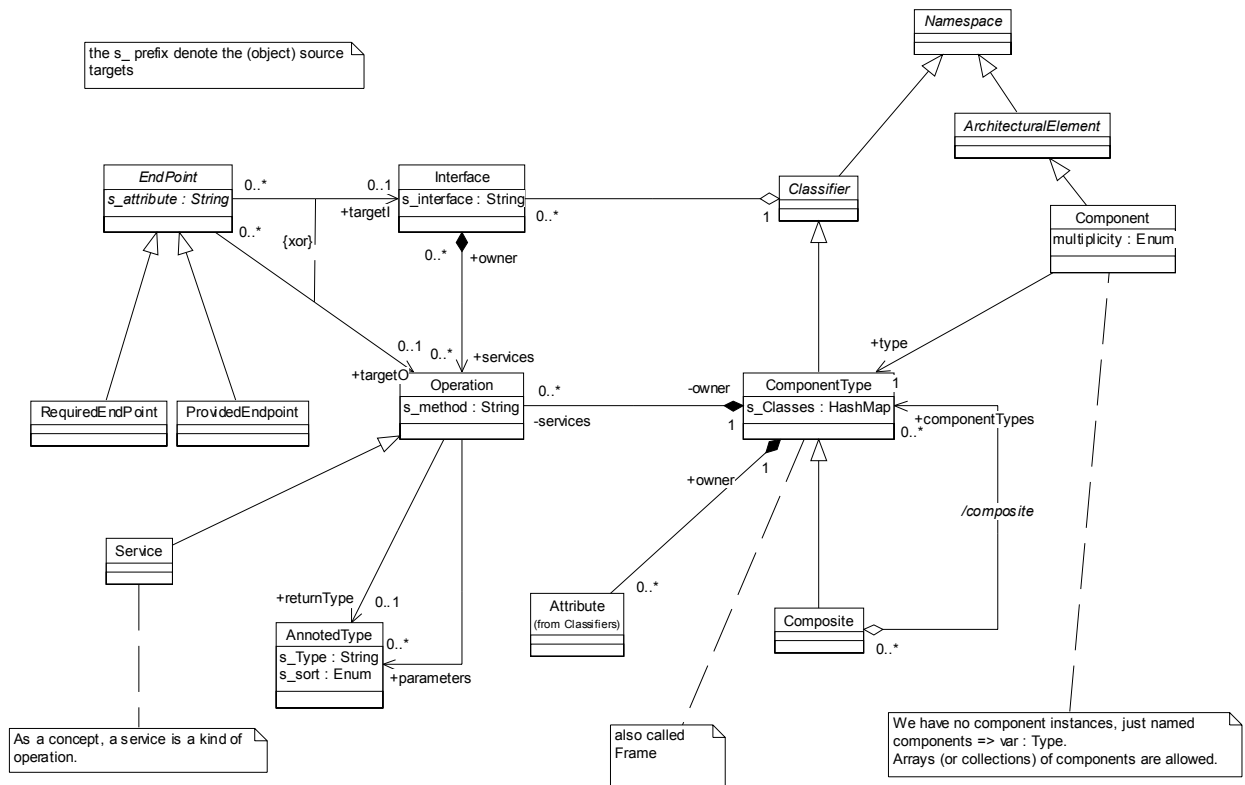 Namespace
the s_ prefix denote the (object) source
targets
ArchitecturalElement
EndPoint
s_attribute : String
0..*
0..1
+targetI
Interface
s_interface : String
0..*
1
Classifier
Component
multiplicity : Enum
0..*
{xor}
0..*
+owner
+type
1
0..1
+targetO
0..*
+services
RequiredEndPoint
ProvidedEndpoint
Operation
s_method : String
0..*
-services
-owner
1
ComponentType
s_Classes : HashMap
+componentTypes
0..*
1
+owner
/composite
Service
+returnType
0..1
0..*
Attribute
(from Classifiers)
Composite
0..*
AnnotedType
s_Type : String
s_sort : Enum
0..*
+parameters
As a concept, a service is a kind of
operation.
also called
Frame
We have no component instances, just named
components => var : Type.
Arrays (or collections) of components are allowed.